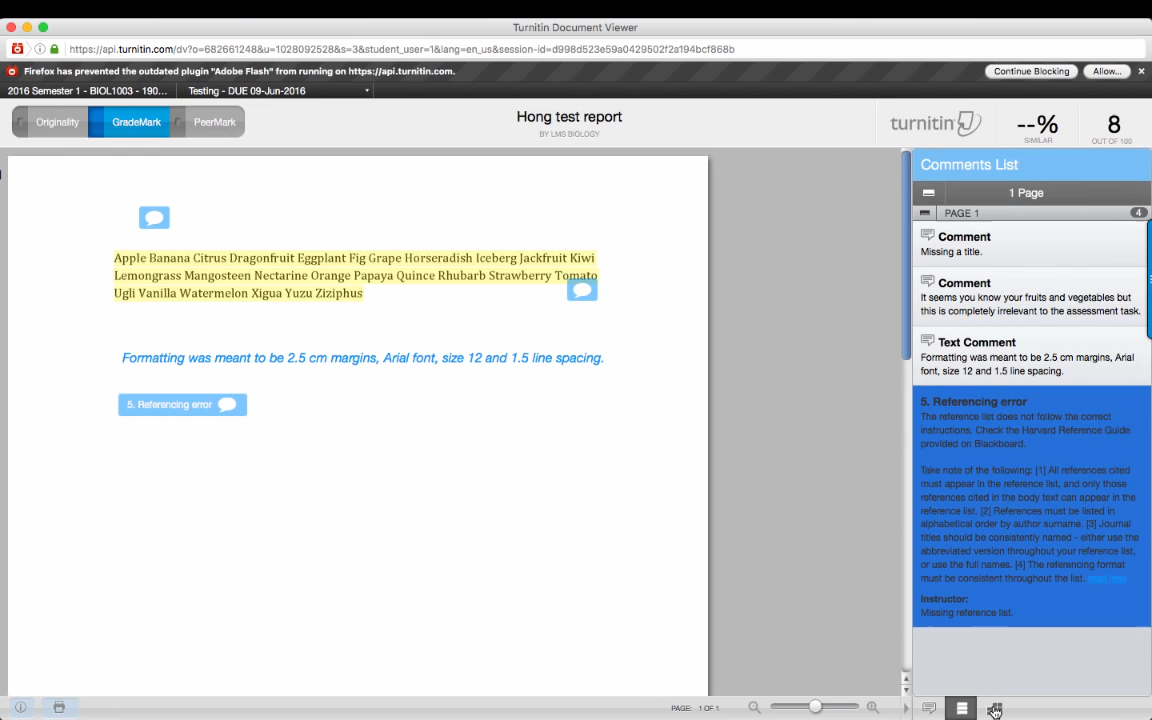 Turnitin Document Viewer
https://api.turnitin.com/dv?o=682661248&u=1028092528&s=3&student_user=1&lang=en_us&session-id=d998d523e59a0429502f2a194bcf868b
Firefox has prevented the outdated plugin "Adobe Flash" from running on https://api.turnitin.com.
Continue Blocking
Allow...
2016 Semester 1 - BIOL1003 - 190...
Testing - DUE 09-Jun-2016
Originality
GradeMark
PeerMark
Hong test report
BY LMS BIOLOGY
turnitin
--%
SIMILAR
8
OUT OF 100
Apple Banana Citrus Dragonfruit Eggplant Fig Grape Horseradish Iceberg Jackfruit Kiwi
Lemongrass Mangosteen Nectarine Orange Papaya Quince Rhubarb Strawberry Tomato
Ugli Vanilla Watermelon Xigua Yuzu Ziziphus
Formatting was meant to be 2.5 cm margins, Arial font, size 12 and 1.5 line spacing.
5. Referencing error
Comments List
1 Page
PAGE 1
4
Comment
Missing a title.
Comment
It seems you know your fruits and vegetables but
this is completely irrelevant to the assessment task.
Text Comment
Formatting was meant to be 2.5 cm margins, Arial
font, size 12 and 1.5 line spacing.
5. Referencing error
The reference list does not follow the correct
instructions. Check the Harvard Reference Guide
provided on Blackboard.
Take note of the following: [1] All references cited
must appear in the reference list, and only those
references cited in the body text can appear in the
reference list. [2] References must be listed in
alphabetical order by author surname. [3] Journal
titles should be consistently named - either use the
abbreviated version throughout your reference list,
or use the full names. [4] The referencing format
must be consistent throughout the list. read less
Instructor:
Missing reference list.
PAGE: 1 OF 1